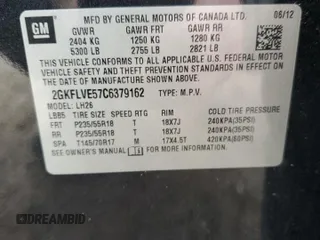 GM
MFD BY GENERAL MOTORS OF CANADA LTD. 06/12
GVWR GAWR FRT GAWR RR
2404 KG 1250 KG 1280 KG
5300 LB 2755 LB 2821 LB
THIS VEHICLE CONFORMS TO ALL APPLICABLE U.S. FEDERAL MOTOR
VEHICLE SAFETY, BUMPER, AND THEFT PREVENTION STANDARDS IN
EFFECT ON THE DATE OF MANUFACTURE SHOWN ABOVE.
2GKFLVE57C6379162 TYPE: M.P.V.
MODEL: LH26
LBB5 TIRE SIZE SPEED RTG RIM COLD TIRE PRESSURE
FRT P235/55R18 T 18X7J 240KPA(35PSI)
RR P235/55R18 T 18X7J 240KPA(35PSI)
SPA T145/70R17 M 17X4.5T 420KPA(60PSI)
SEE OWNER'S MANUAL FOR ADDITIONAL INFORMATION
DREAMBID